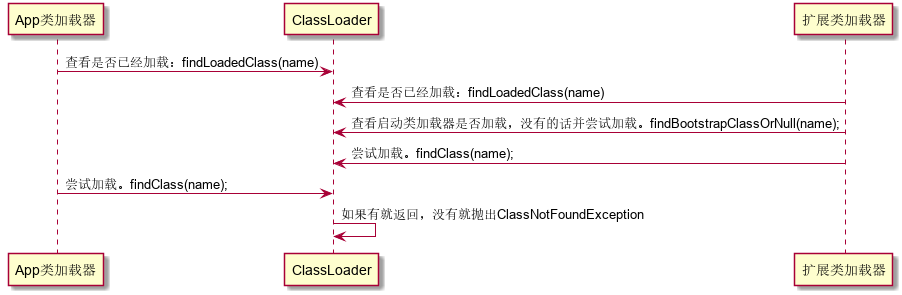 App类加载器
ClassLoader
扩展类加载器
查看是否已经加载：findLoadedClass(name)
查看是否已经加载：findLoadedClass(name)
查看启动类加载器是否加载，没有的话并尝试加载。findBootstrapClassOrNull(name);
尝试加载。findClass(name);
尝试加载。findClass(name);
如果有就返回，没有就抛出ClassNotFoundException
App类加载器
ClassLoader
扩展类加载器